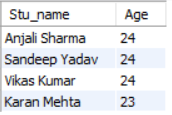 Stu_name Age
Anjali Sharma 24
Sandeep Yadav 24
Vikas Kumar 24
Karan Mehta 23